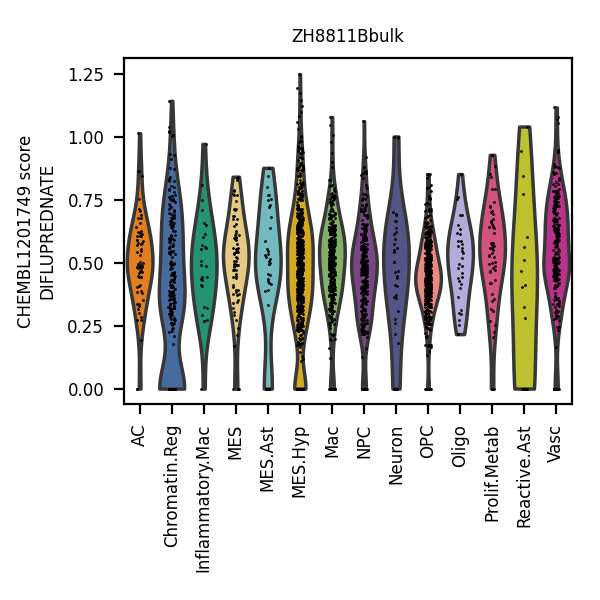 ZH8811Bbulk
CHEMBL1201749 score
DIFLUPREDNATE
1.25
1.00
0.75
0.50
0.25
0.00
AC
Chromatin.Reg
Inflammatory.Mac
MES
MES.Ast
MES.Hyp
Mac
NPC
Neuron
OPC
Oligo
Prolif.Metab
Reactive.Ast
Vasc